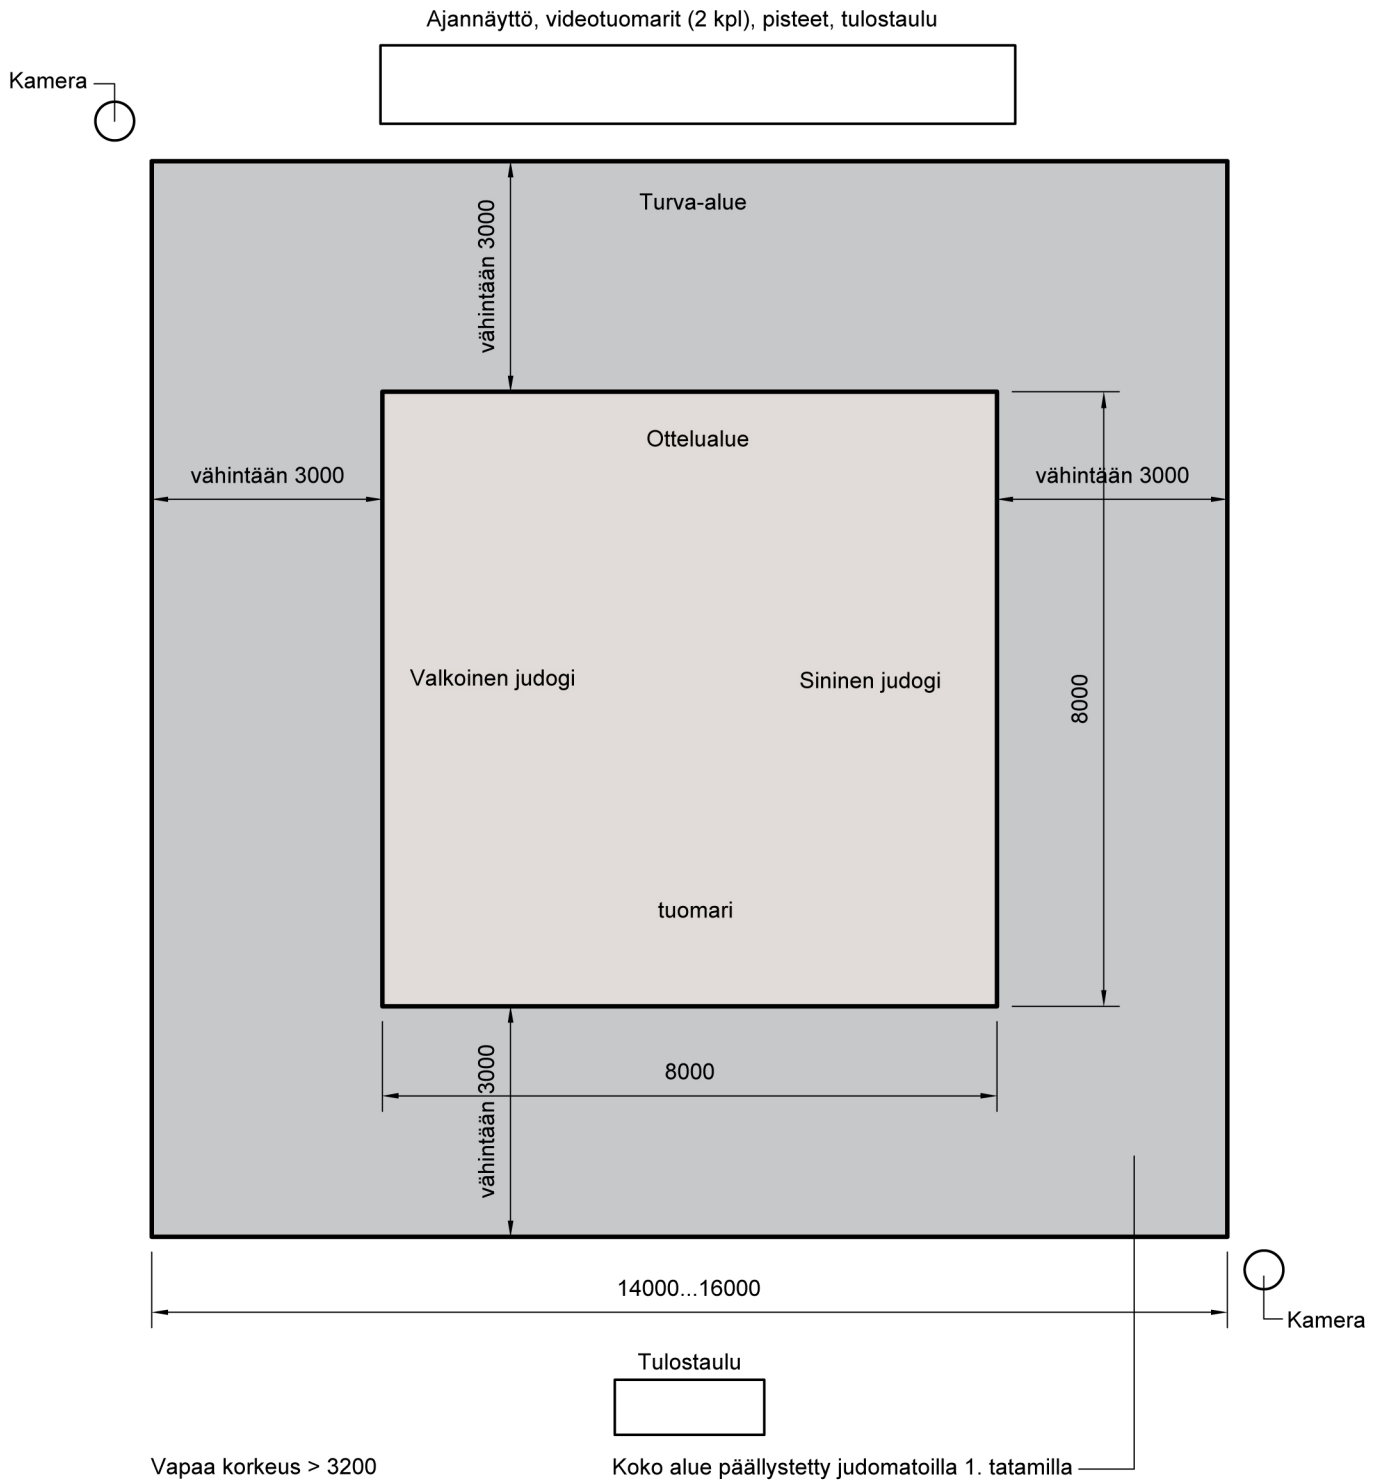 Ajannäyttö, videotuomarit (2 kpl), pisteet, tulostaulu
Kamera
Turva-alue
vähintään 3000
Ottelualue
vähintään 3000
vähintään 3000
Valkoinen judogi
Sininen judogi
8000
tuomari
8000
vähintään 3000
14000...16000
Kamera
Tulostaulu
Vapaa korkeus > 3200
Koko alue päällystetty judomatoilla 1. tatamilla